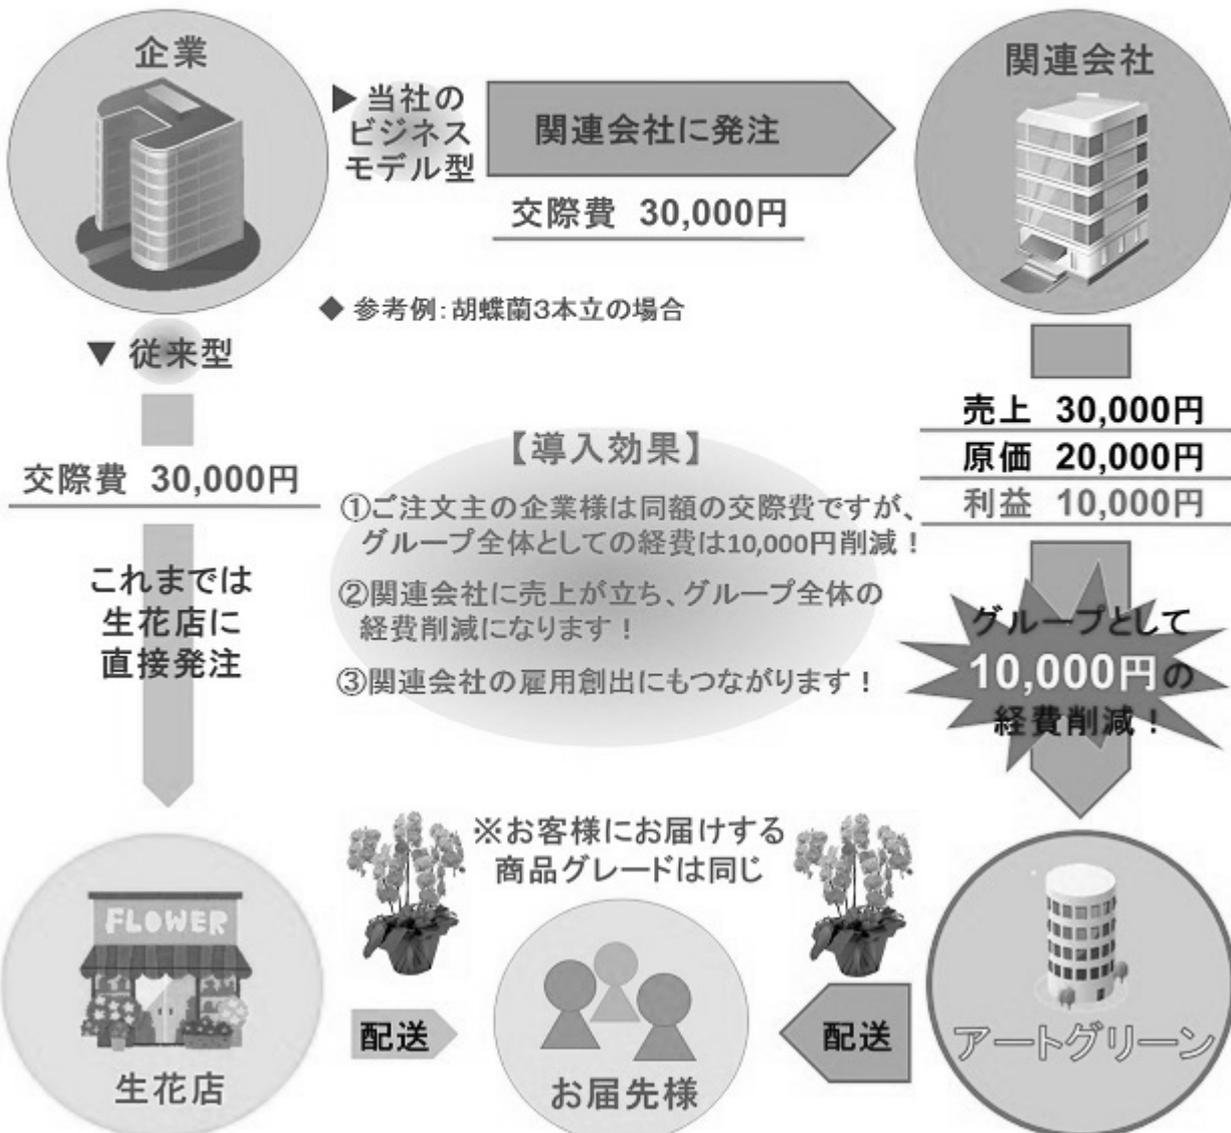 企業
▶当社の
ビジネス
モデル型
関連会社に発注
交際費 30,000円
関連会社
◆ 参考例:胡蝶蘭3本立の場合
▼ 従来型
交際費 30,000円
これまでは
生花店に
直接発注
【導入効果】
①ご注文主の企業様は同額の交際費ですが、
グループ全体としての経費は10,000円削減！
②関連会社に売上が立ち、グループ全体の
経費削減になります！
③関連会社の雇用創出にもつながります！
売上 30,000円
原価 20,000円
利益 10,000円
グループとして
10,000円の
経費削減！
※お客様にお届けする
商品グレードは同じ
FLOWER
生花店
配送
お届先様
配送
アートグリーン